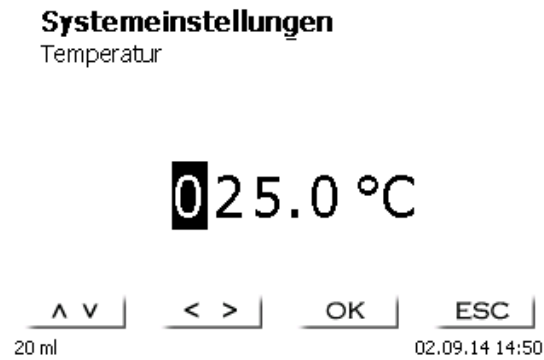 Systemeinstellungen
Temperatur
025.0 °C
∧ ∨ < > OK ESC
20 ml 02.09.14 14:50